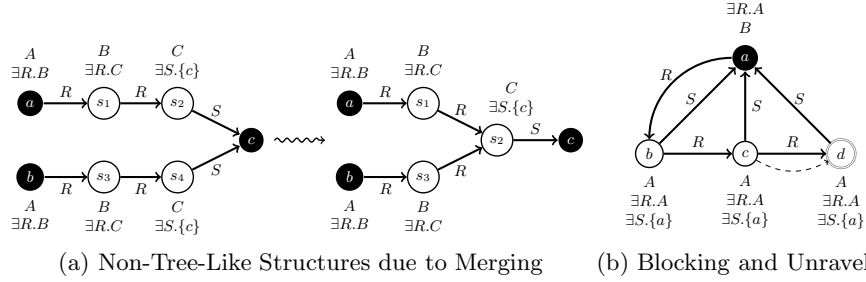 A
∃R.B
B
∃R.C
C
∃S.{c}
a
R
s₁
R
s₂
S
c
b
R
s₃
R
s₄
S
A
∃R.B
B
∃R.C
C
∃S.{c}
A
∃R.B
B
∃R.C
C
∃S.{c}
a
R
s₁
R
s₂
S
c
b
R
s₃
R
A
∃R.B
B
∃R.C
(a) Non-Tree-Like Structures due to Merging
∃R.A
B
a
R
S
S
S
b
R
c
R
d
A
∃R.A
∃S.{a}
A
∃R.A
∃S.{a}
A
∃R.A
∃S.{a}
(b) Blocking and Unravel